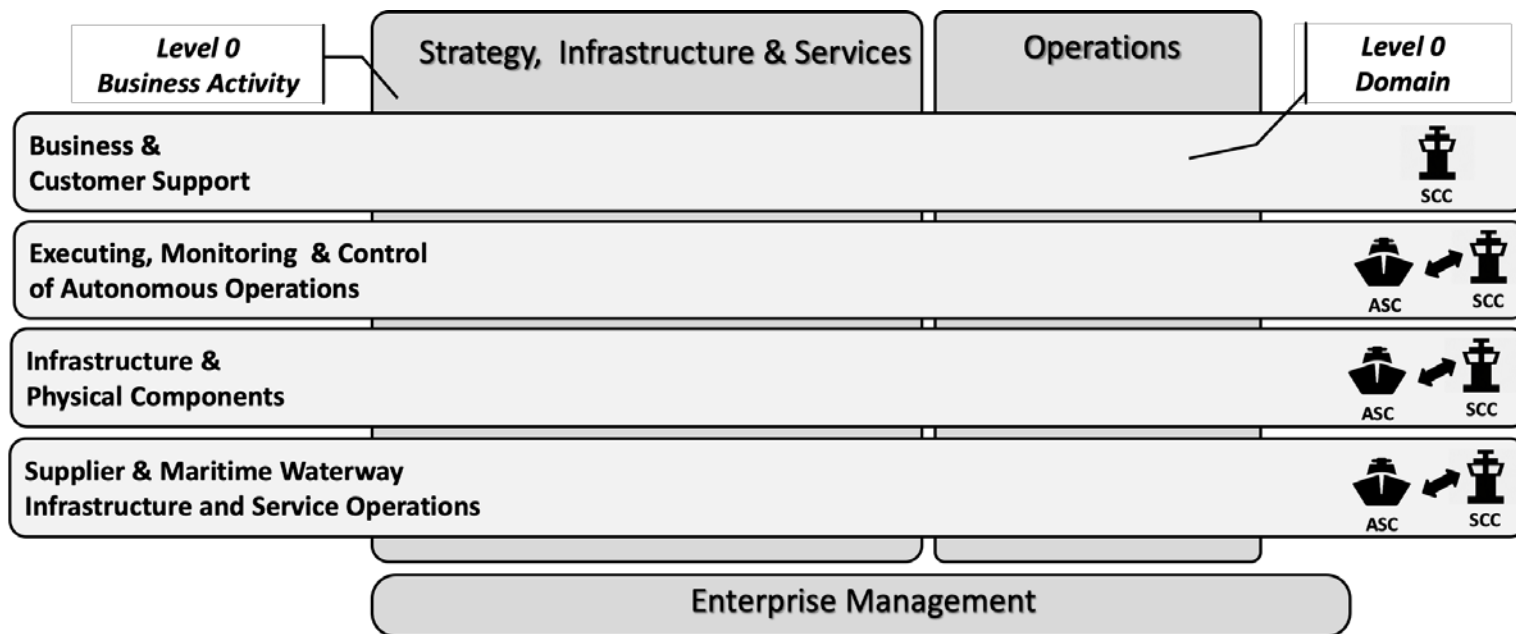 Level 0
Business Activity
Strategy, Infrastructure & Services
Operations
Level 0
Domain
Business &
Customer Support
SCC
Executing, Monitoring & Control
of Autonomous Operations
ASC
SCC
Infrastructure &
Physical Components
ASC
SCC
Supplier & Maritime Waterway
Infrastructure and Service Operations
ASC
SCC
Enterprise Management